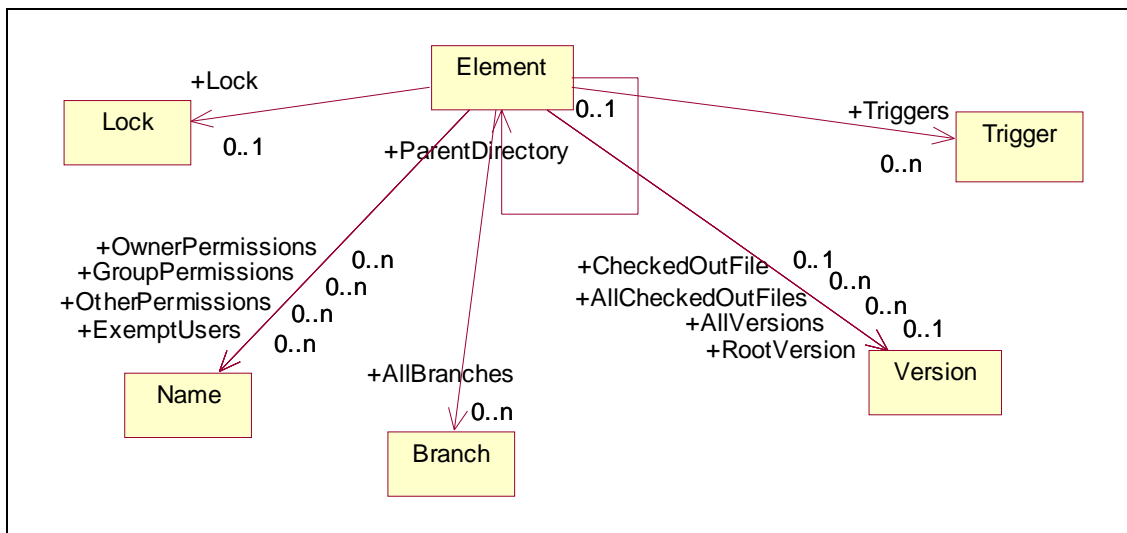 Element
+Lock
0..1
Lock
0..1
+ParentDirectory
+Triggers
0..n
Trigger
+OwnerPermissions
0..n
+GroupPermissions
0..n
+OtherPermissions
0..n
+ExemptUsers
0..n
Name
+AllBranches
0..n
Branch
+CheckedOutFile
0..1
+AllCheckedOutFiles
0..n
+AllVersions
0..n
+RootVersion
0..1
Version